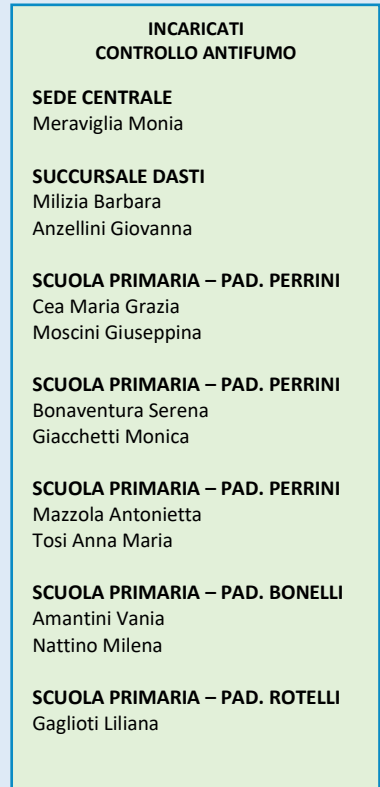 INCARICATI
CONTROLLO ANTIFUMO
SEDE CENTRALE
Meraviglia Monia
SUCCURSALE DASTI
Milizia Barbara
Anzellini Giovanna
SCUOLA PRIMARIA – PAD. PERRINI
Cea Maria Grazia
Moscini Giuseppina
SCUOLA PRIMARIA – PAD. PERRINI
Bonaventura Serena
Giacchetti Monica
SCUOLA PRIMARIA – PAD. PERRINI
Mazzola Antonietta
Tosi Anna Maria
SCUOLA PRIMARIA – PAD. BONELLI
Amantini Vania
Nattino Milena
SCUOLA PRIMARIA – PAD. ROTELLI
Gaglioti Liliana